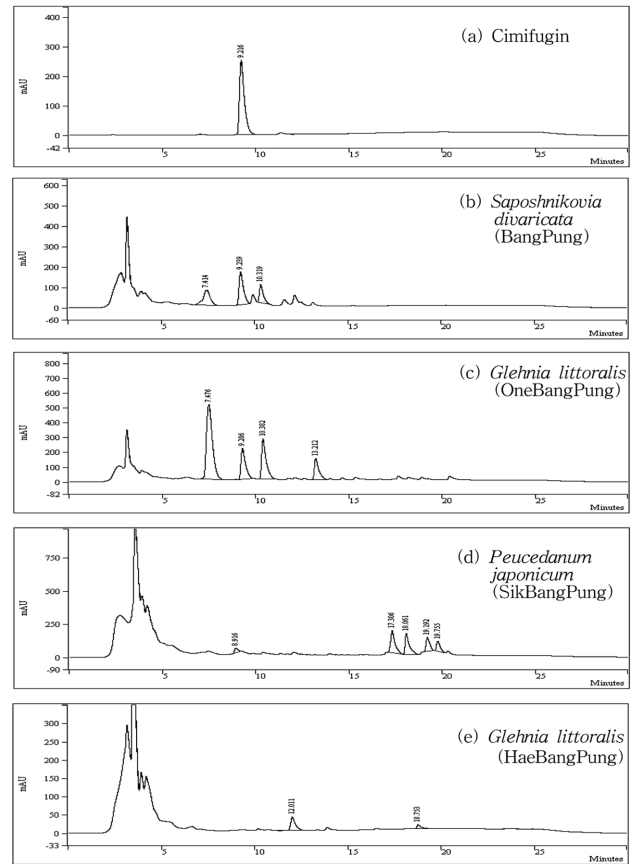 400
(a) Cimifugin
300
9.216
200
mAU
100
0
-42
5 10 15 20 25
Minutes
600
(b) Saposhnikovia
divaricata
(BangPung)
500
400
300
mAU
200
7.414 9.239 10.319
100
0
-60
5 10 15 20 25
Minutes
800
(c) Glehnia littoralis
(OneBangPung)
700
600
500
7.476
400
mAU
300
9.286 10.382
200
13.212
100
0
-82
5 10 15 20 25
Minutes
(d) Peucedanum
japonicum
(SikBangPung)
750
500
mAU
250
8.916 17.306 18.061 19.192 19.755
0
-90
5 10 15 20 25
Minutes
(e) Glehnia littoralis
(HaeBangPung)
300
250
200
mAU
150
100
50
12.011 18.753
0
-33
5 10 15 20 25
Minutes